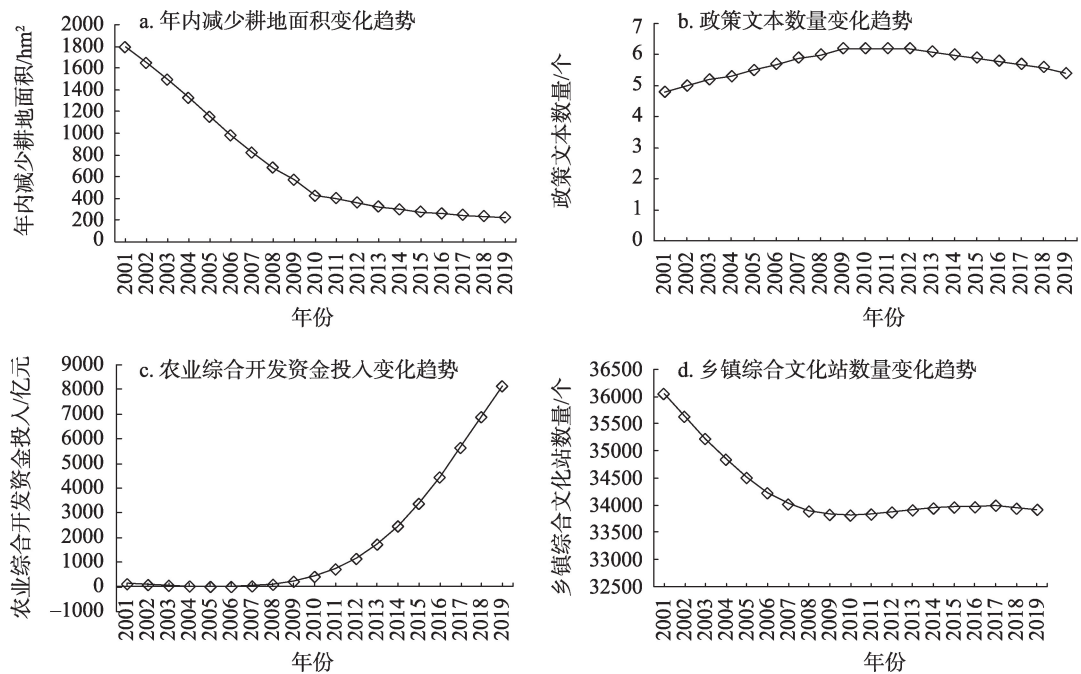 a. 年内减少耕地面积变化趋势
年内减少耕地面积/hm²
2000
1800
1600
1400
1200
1000
800
600
400
200
0
2001 2002 2003 2004 2005 2006 2007 2008 2009 2010 2011 2012 2013 2014 2015 2016 2017 2018 2019
年份
b. 政策文本数量变化趋势
政策文本数量/个
7
6
5
4
3
2
1
0
2001 2002 2003 2004 2005 2006 2007 2008 2009 2010 2011 2012 2013 2014 2015 2016 2017 2018 2019
年份
c. 农业综合开发资金投入变化趋势
农业综合开发资金投入/亿元
9000
8000
7000
6000
5000
4000
3000
2000
1000
0
–1000
2001 2002 2003 2004 2005 2006 2007 2008 2009 2010 2011 2012 2013 2014 2015 2016 2017 2018 2019
年份
d. 乡镇综合文化站数量变化趋势
乡镇综合文化站数量/个
36500
36000
35500
35000
34500
34000
33500
33000
32500
2001 2002 2003 2004 2005 2006 2007 2008 2009 2010 2011 2012 2013 2014 2015 2016 2017 2018 2019
年份